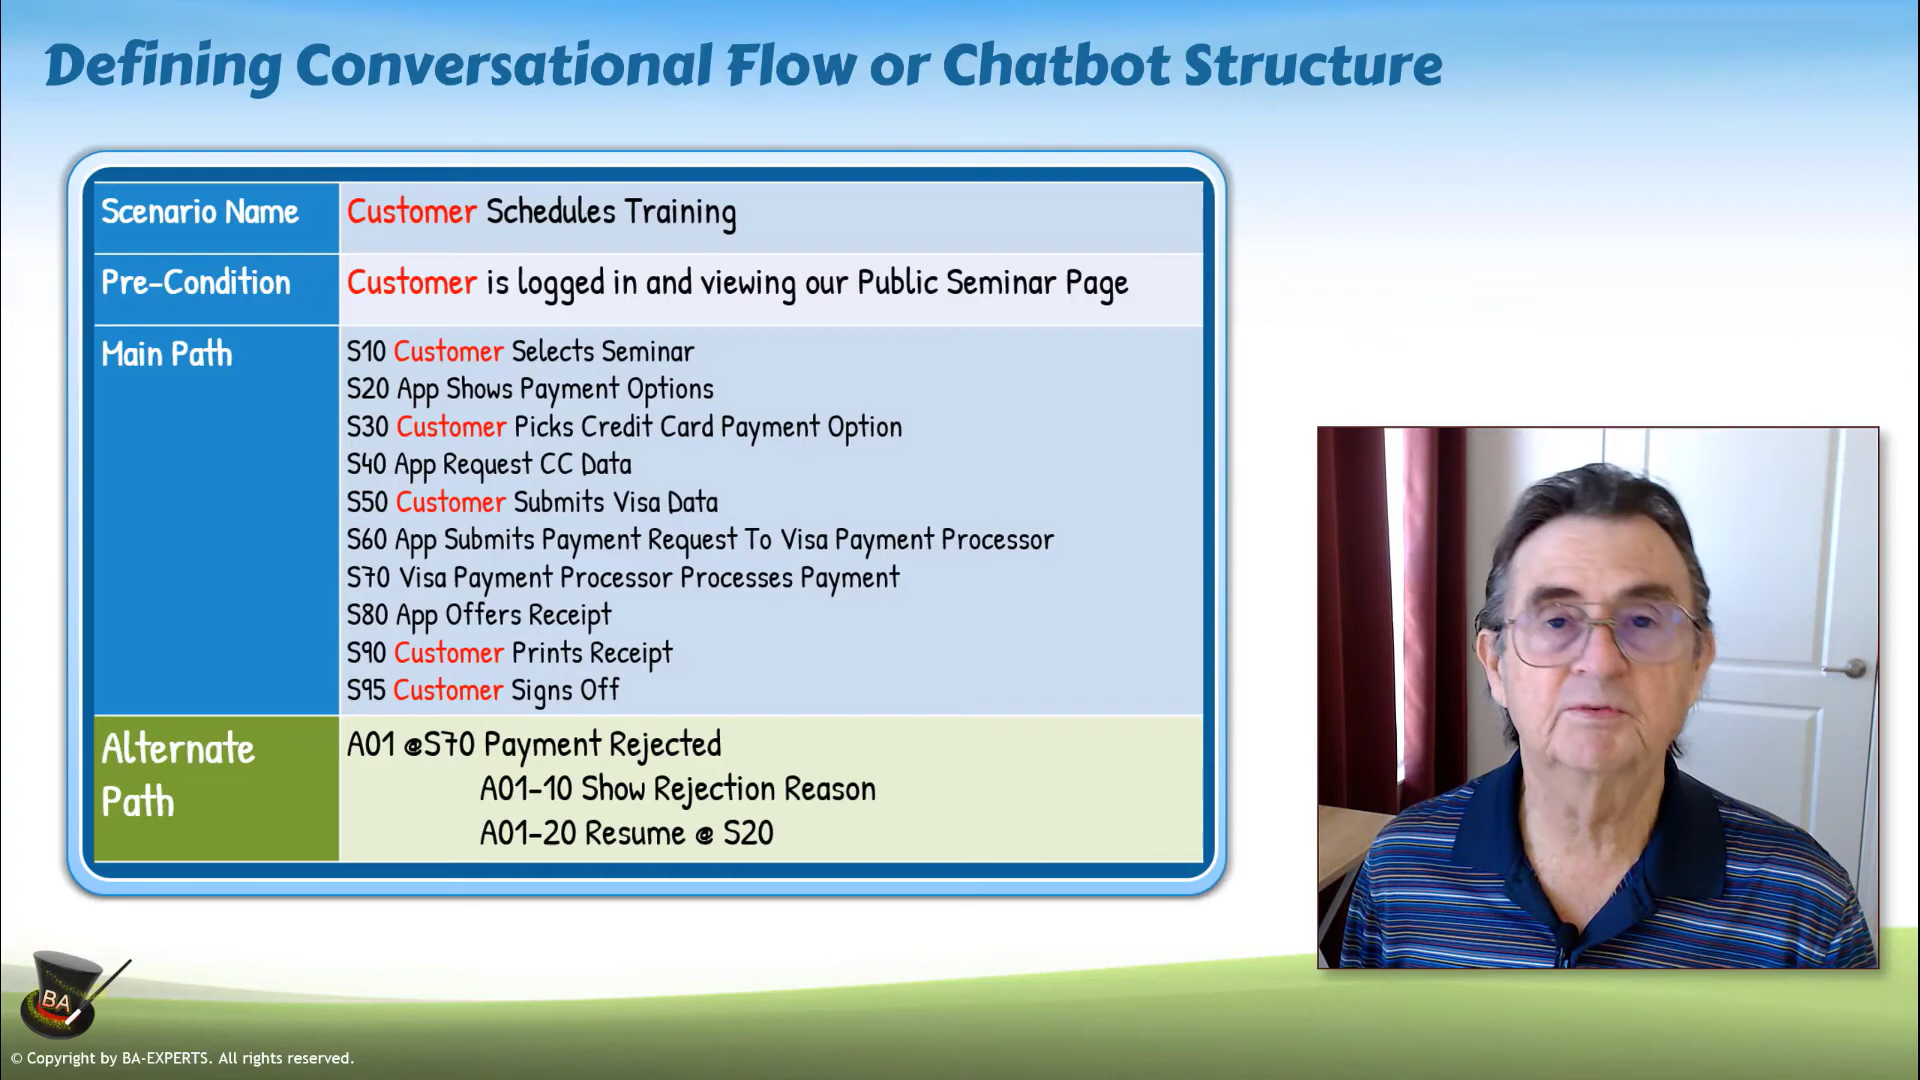 Defining Conversational Flow or Chatbot Structure
Scenario Name
Customer Schedules Training
Pre-Condition
Customer is logged in and viewing our Public Seminar Page
Main Path
S10 Customer Selects Seminar
S20 App Shows Payment Options
S30 Customer Picks Credit Card Payment Option
S40 App Request CC Data
S50 Customer Submits Visa Data
S60 App Submits Payment Request To Visa Payment Processor
S70 Visa Payment Processor Processes Payment
S80 App Offers Receipt
S90 Customer Prints Receipt
S95 Customer Signs Off
Alternate
Path
A01 @S70 Payment Rejected
A01-10 Show Rejection Reason
A01-20 Resume @ S20
BA
© Copyright by BA-EXPERTS. All rights reserved.